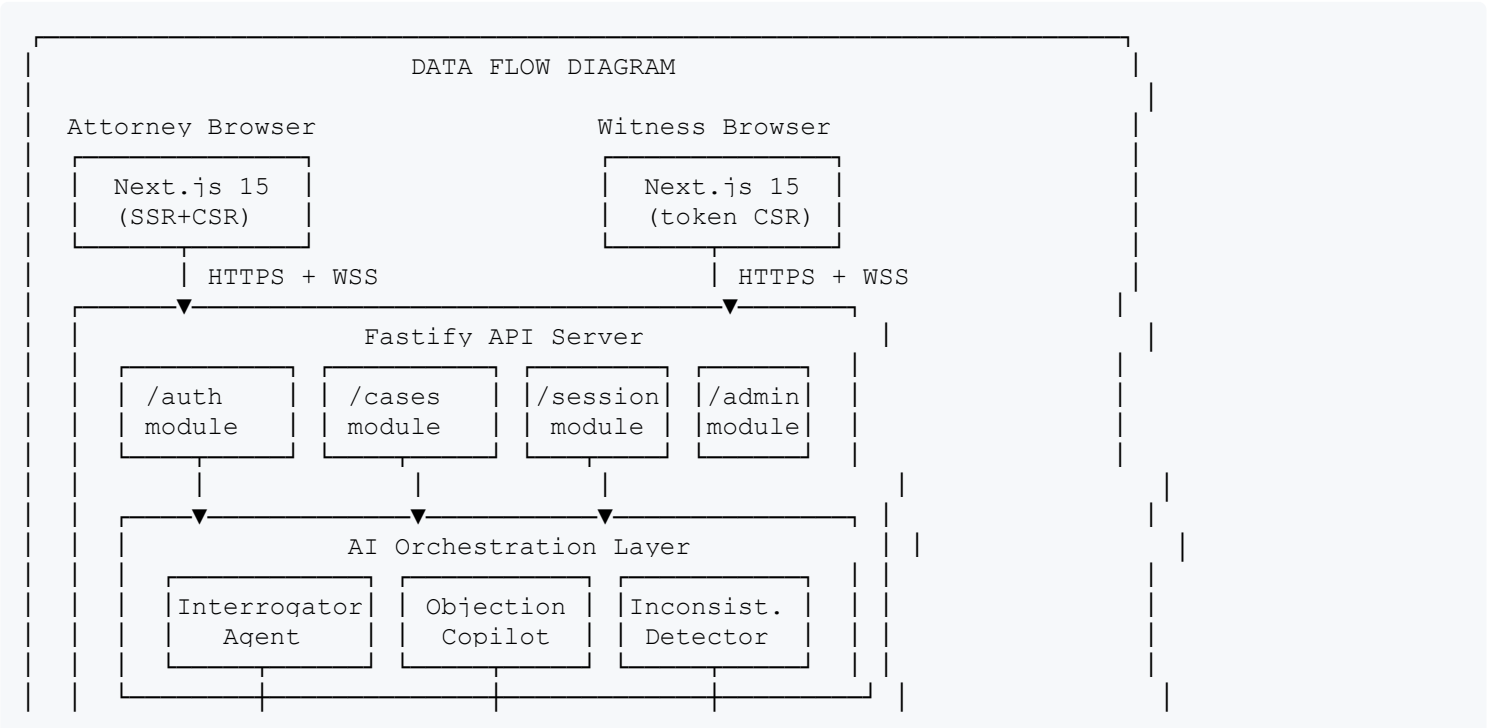 DATA FLOW DIAGRAM
Attorney Browser Witness Browser
Next.js 15 Next.js 15
(SSR+CSR) (token CSR)
HTTPS + WSS HTTPS + WSS
Fastify API Server
/auth /cases /session /admin
module module module module
AI Orchestration Layer
Interrogator Objection Inconsist.
Agent Copilot Detector